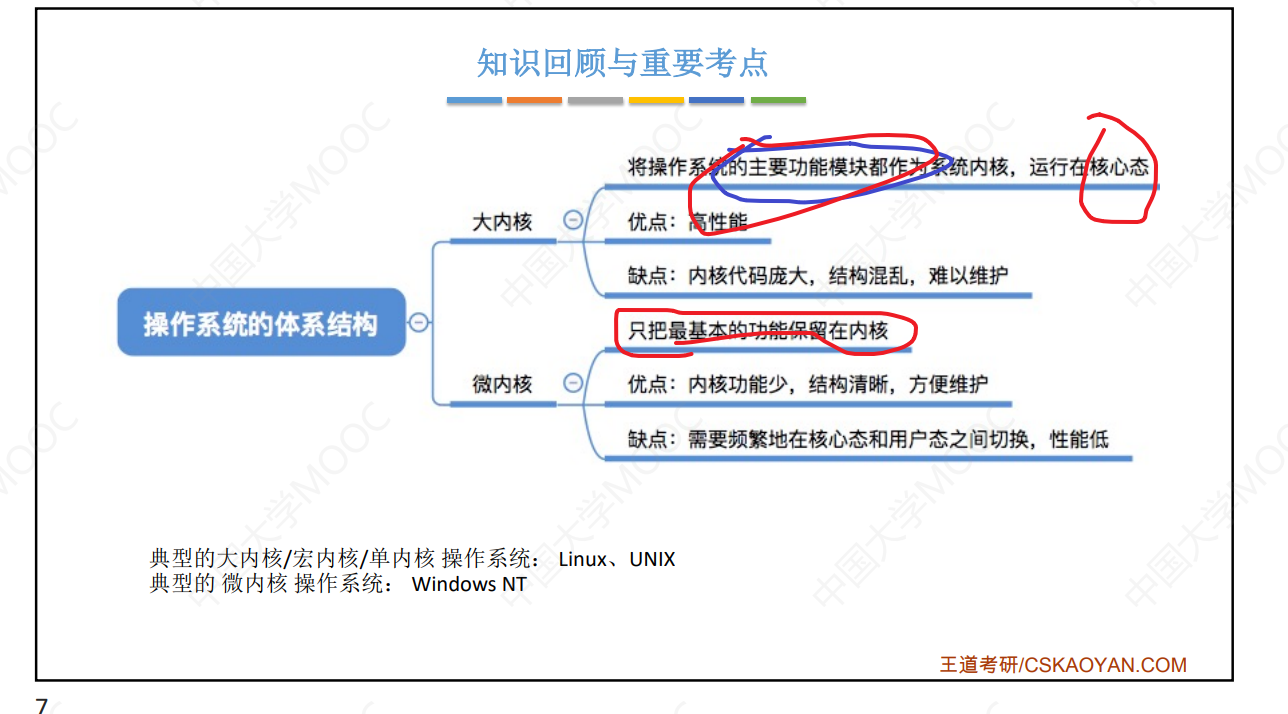 知识回顾与重要考点
将操作系统的主要功能模块都作为系统内核，运行在核心态
大内核
优点：高性能
缺点：内核代码庞大，结构混乱，难以维护
操作系统的体系结构
只把最基本的功能保留在内核
微内核
优点：内核功能少，结构清晰，方便维护
缺点：需要频繁地在核心态和用户态之间切换，性能低
典型的大内核/宏内核/单内核 操作系统： Linux、UNIX
典型的 微内核 操作系统： Windows NT
王道考研/CSKAOYAN.COM
7
中国大学MOOC